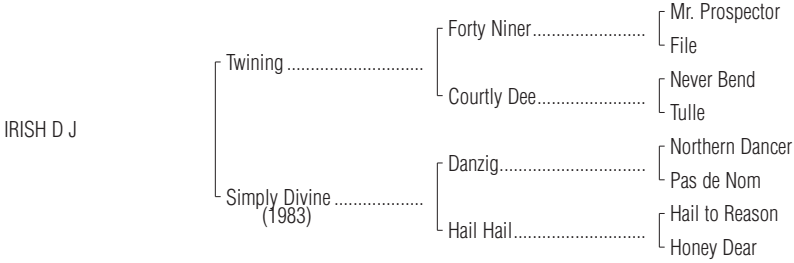 Mr. Prospector
Forty Niner........................
File
Twining .............................
Never Bend
Courtly Dee.......................
Tulle
IRISH D J
Northern Dancer
Danzig...............................
Pas de Nom
Simply Divine ...................
(1983)
Hail to Reason
Hail Hail............................
Honey Dear